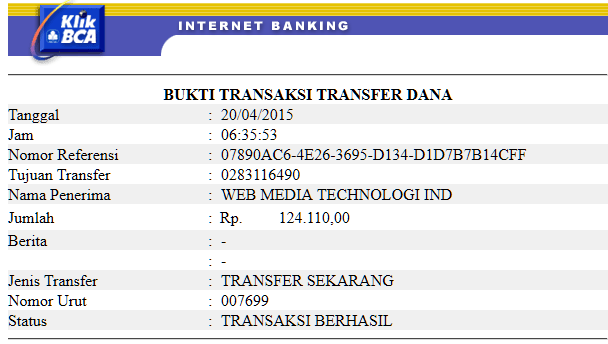 Klik
BCA
INTERNET BANKING
BUKTI TRANSAKSI TRANSFER DANA
Tanggal : 20/04/2015
Jam : 06:35:53
Nomor Referensi : 07890AC6-4E26-3695-D134-D1D7B7B14CFF
Tujuan Transfer : 0283116490
Nama Penerima : WEB MEDIA TECHNOLOGI IND
Jumlah : Rp. 124.110,00
Berita : -
: -
Jenis Transfer : TRANSFER SEKARANG
Nomor Urut : 007699
Status : TRANSAKSI BERHASIL